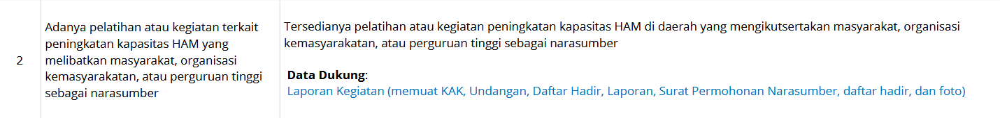 2
Adanya pelatihan atau kegiatan terkait
peningkatan kapasitas HAM yang
melibatkan masyarakat, organisasi
kemasyarakatan, atau perguruan tinggi
sebagai narasumber
Tersedianya pelatihan atau kegiatan peningkatan kapasitas HAM di daerah yang mengikutsertakan masyarakat, organisasi
kemasyarakatan, atau perguruan tinggi sebagai narasumber
Data Dukung:
Laporan Kegiatan (memuat KAK, Undangan, Daftar Hadir, Laporan, Surat Permohonan Narasumber, daftar hadir, dan foto)